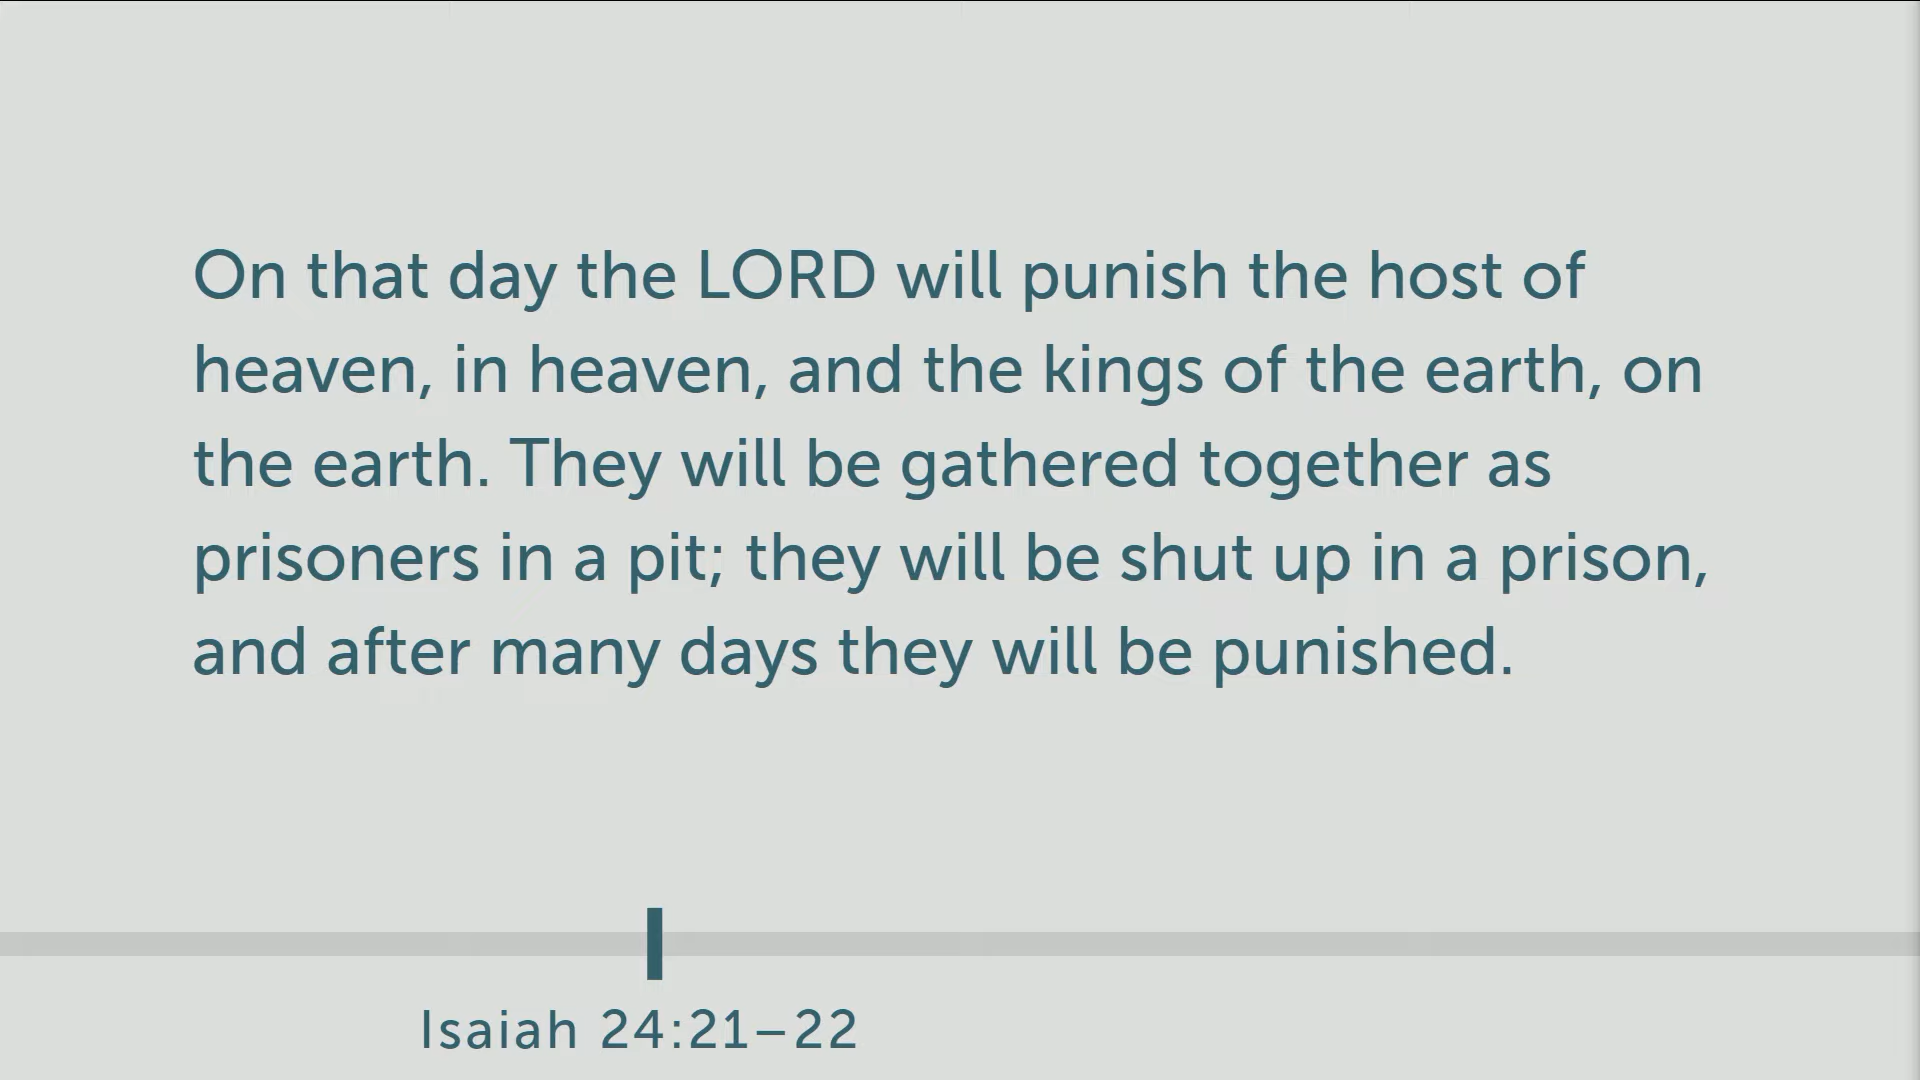 On that day the LORD will punish the host of
heaven, in heaven, and the kings of the earth, on
the earth. They will be gathered together as
prisoners in a pit; they will be shut up in a prison,
and after many days they will be punished.
Isaiah 24:21–22